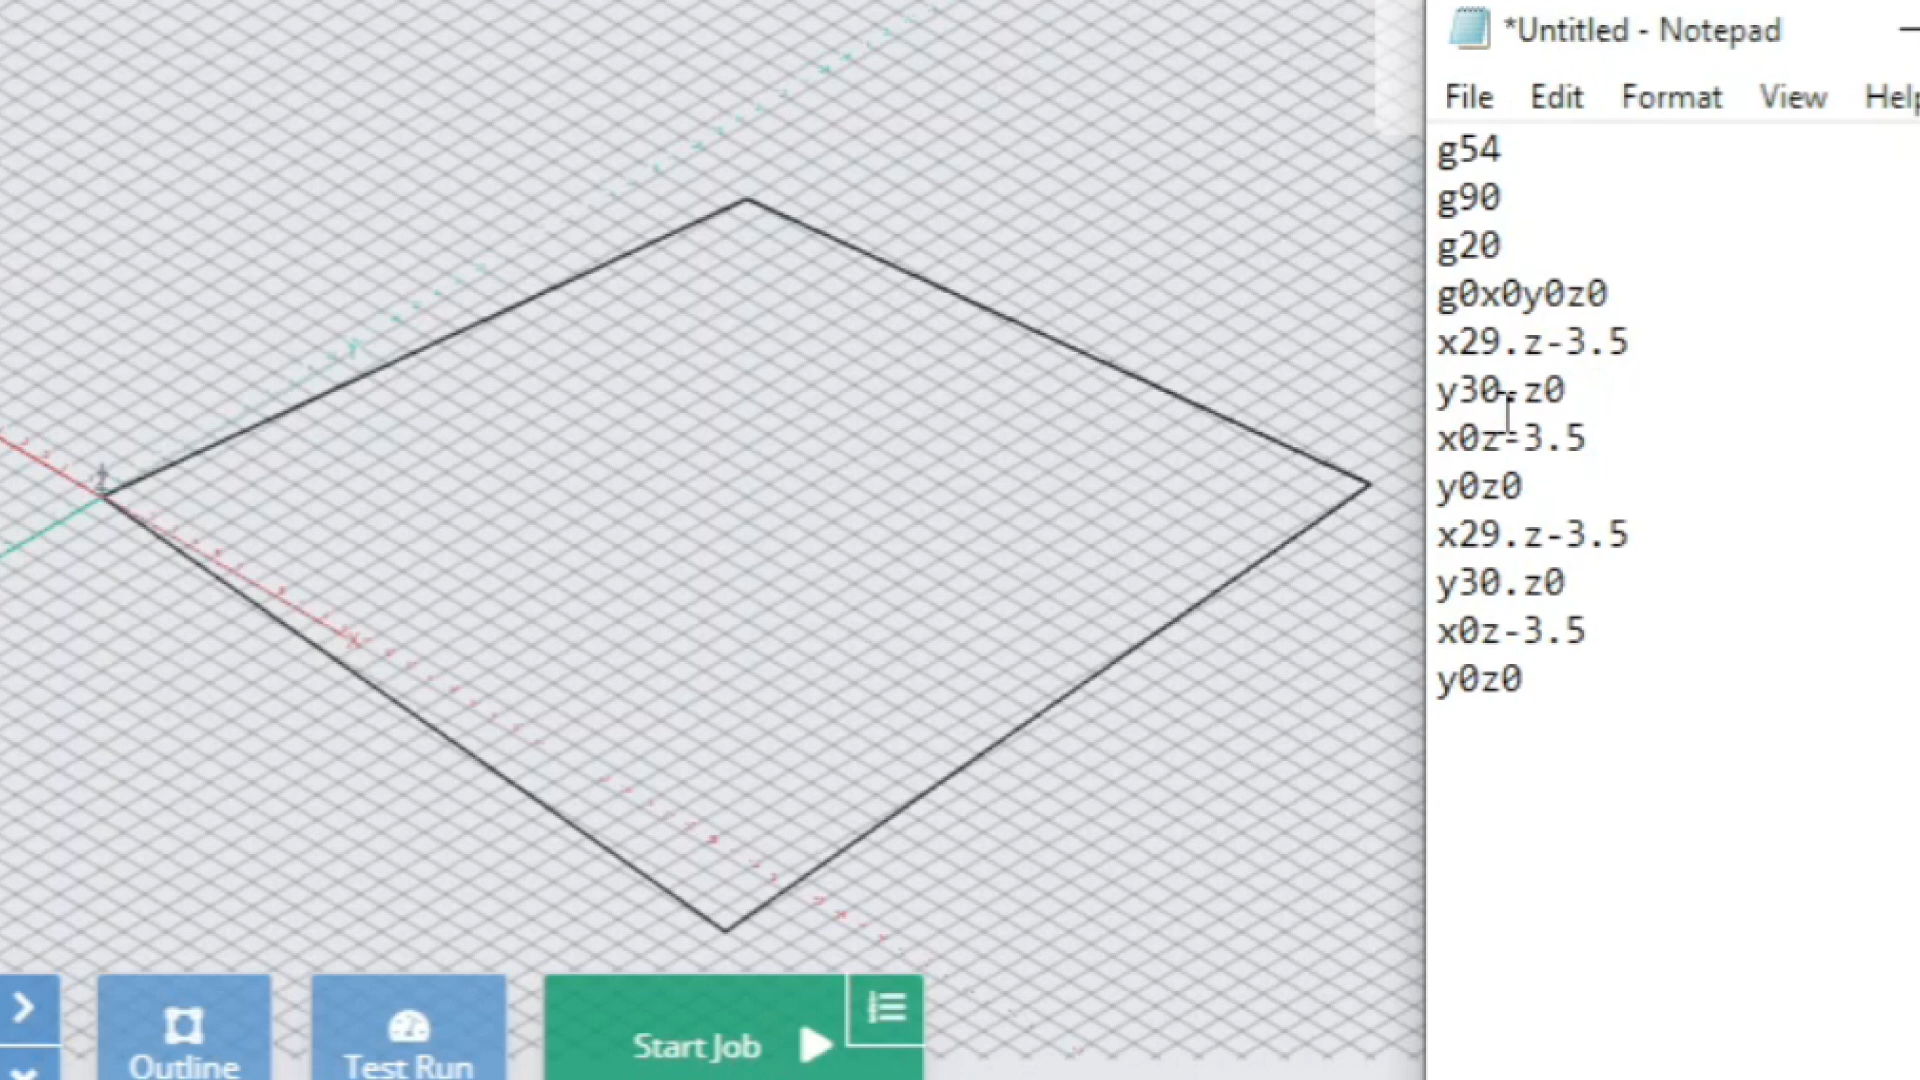 *Untitled - Notepad
File Edit Format View Help
g54
g90
g20
g0x0y0z0
x29.z-3.5
y30.z0
x0z-3.5
y0z0
x29.z-3.5
y30.z0
x0z-3.5
y0z0
Outline
Test Run
Start Job